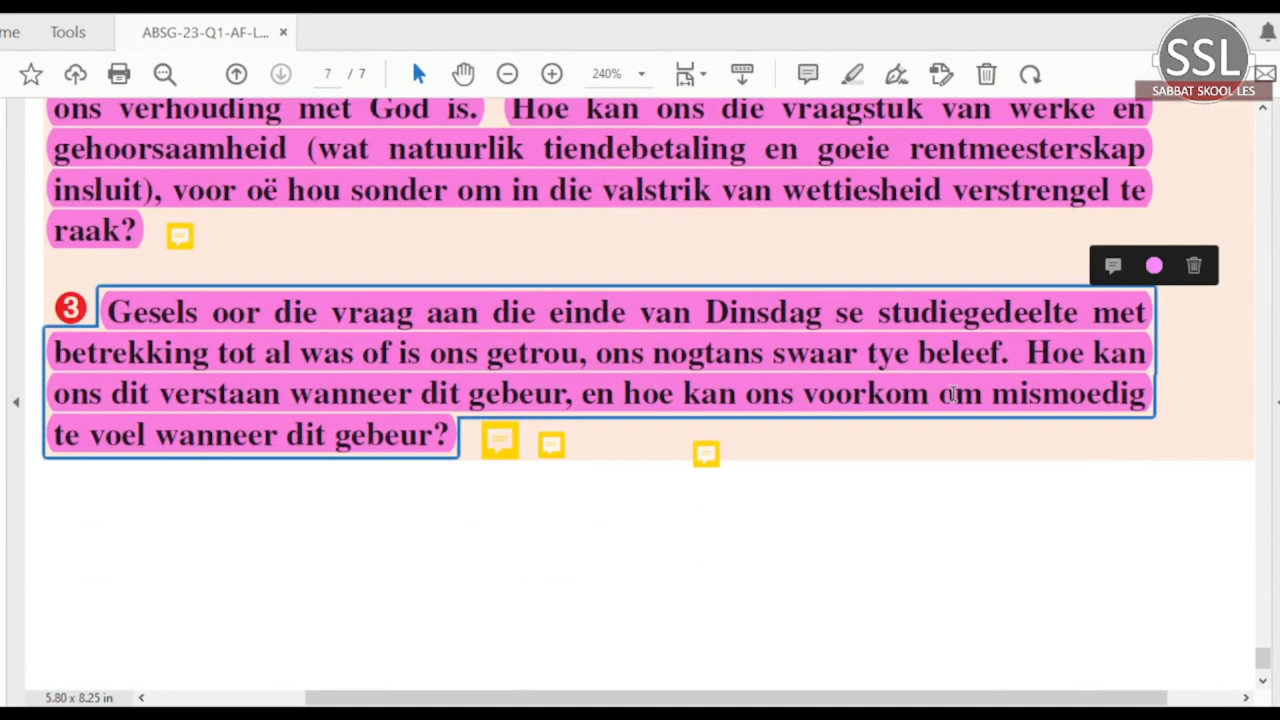 me Tools ABSG-23-Q1-AF-L... ×
7 / 7 240%
SSL
SABBAT SKOOL LES
ons verhouding met God is. Hoe kan ons die vraagstuk van werke en
gehoorsaamheid (wat natuurlik tiendebetaling en goeie rentmeesterskap
insluit), voor oë hou sonder om in die valstrik van wettiesheid verstrengel te
raak?
3 Gesels oor die vraag aan die einde van Dinsdag se studiegedeelte met
betrekking tot al was of is ons getrou, ons nogtans swaar tye beleef. Hoe kan
ons dit verstaan wanneer dit gebeur, en hoe kan ons voorkom om mismoedig
te voel wanneer dit gebeur?
5.80 x 8.25 in